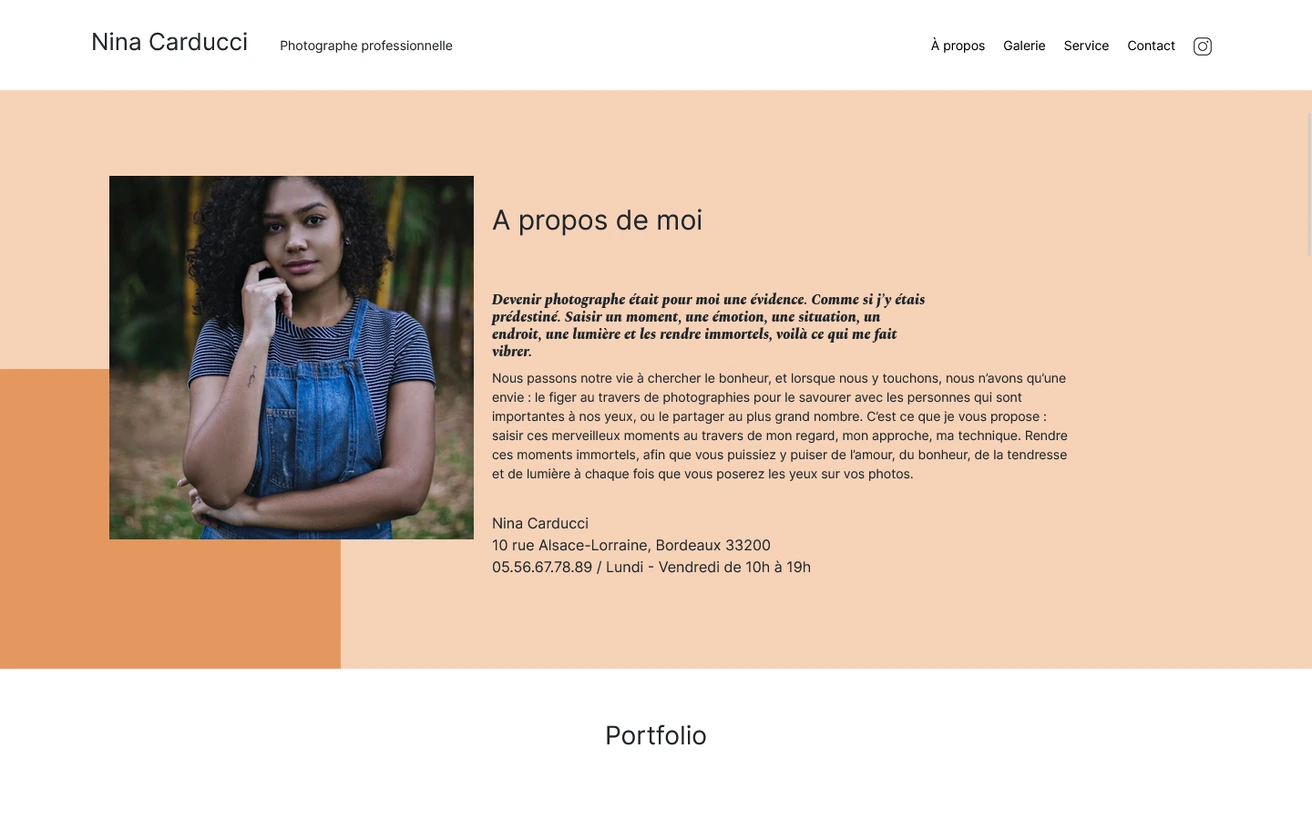 Nina Carducci
Photographe professionnelle
À propos
Galerie
Service
Contact
A propos de moi
Devenir photographe était pour moi une évidence. Comme si j’y étais
prédestiné. Saisir un moment, une émotion, une situation, un
endroit, une lumière et les rendre immortels, voilà ce qui me fait
vibrer.
Nous passons notre vie à chercher le bonheur, et lorsque nous y touchons, nous n’avons qu’une
envie : le figer au travers de photographies pour le savourer avec les personnes qui sont
importantes à nos yeux, ou le partager au plus grand nombre. C’est ce que je vous propose :
saisir ces merveilleux moments au travers de mon regard, mon approche, ma technique. Rendre
ces moments immortels, afin que vous puissiez y puiser de l’amour, du bonheur, de la tendresse
et de lumière à chaque fois que vous poserez les yeux sur vos photos.
Nina Carducci
10 rue Alsace-Lorraine, Bordeaux 33200
05.56.67.78.89 / Lundi - Vendredi de 10h à 19h
Portfolio